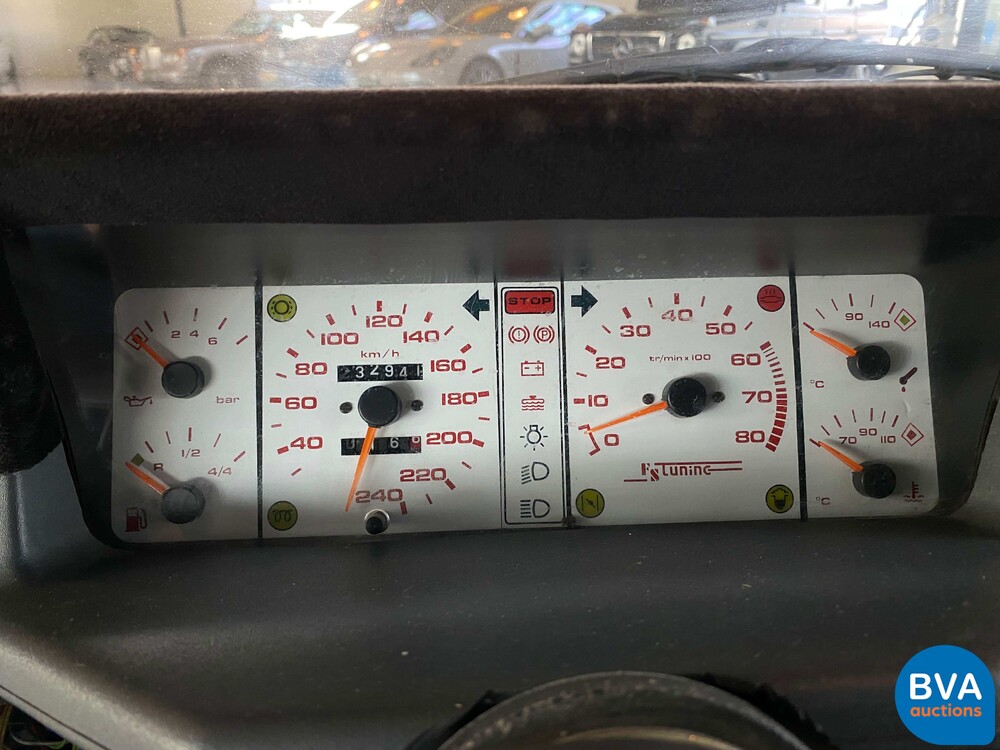 2 4 6
bar
R 1/2 4/4
40 60 80 100 120 140 160 180 200 220 240
km/h
STOP
P
0 10 20 30 40 50 60 70 80
tr/min x 100
tuning
90 140
°C
70 110
°C
BVA
auctions